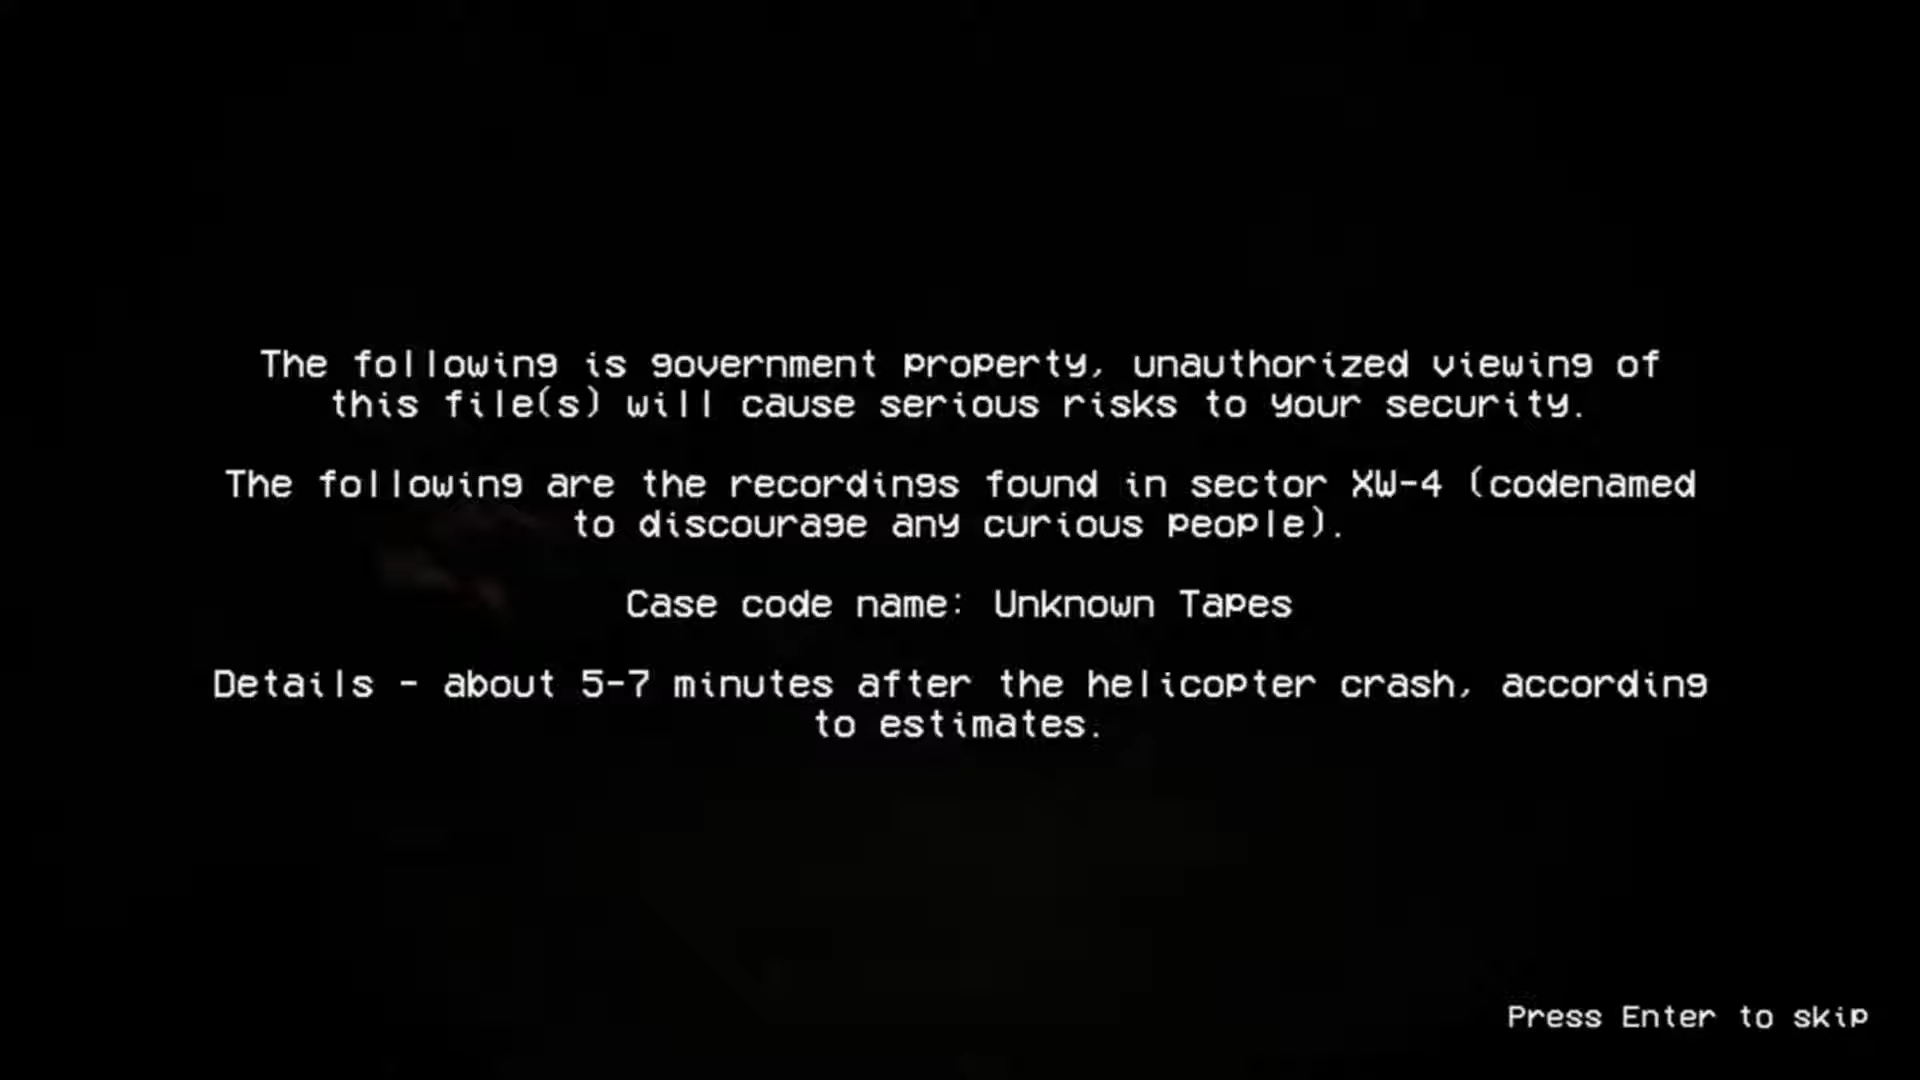 The following is government property, unauthorized viewing of
this file(s) will cause serious risks to your security.
The following are the recordings found in sector XW-4 (codenamed
to discourage any curious people).
Case code name: Unknown Tapes
Details - about 5-7 minutes after the helicopter crash, according
to estimates.
Press Enter to skip